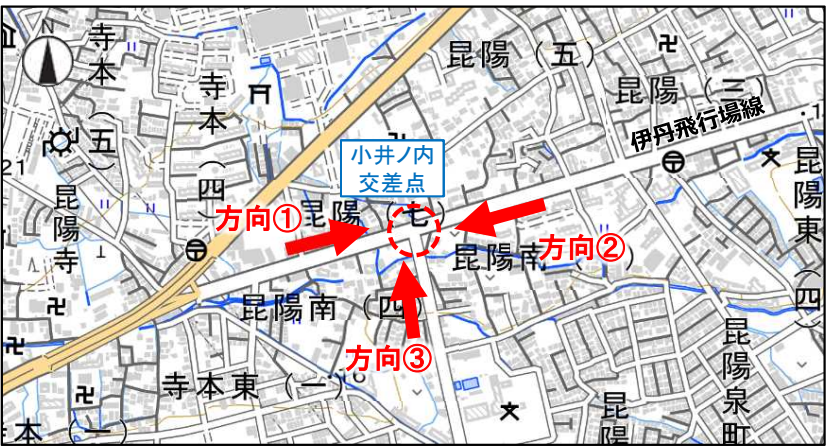 N
寺本(五)
寺本(四)
昆陽(五)
昆陽(三)
伊丹飛行場線
小井ノ内
交差点
21
昆陽寺
方向①
昆陽(七)
方向②
昆陽東(四)
昆陽南(四)
方向③
寺本東(一)
昆陽泉町
昆陽